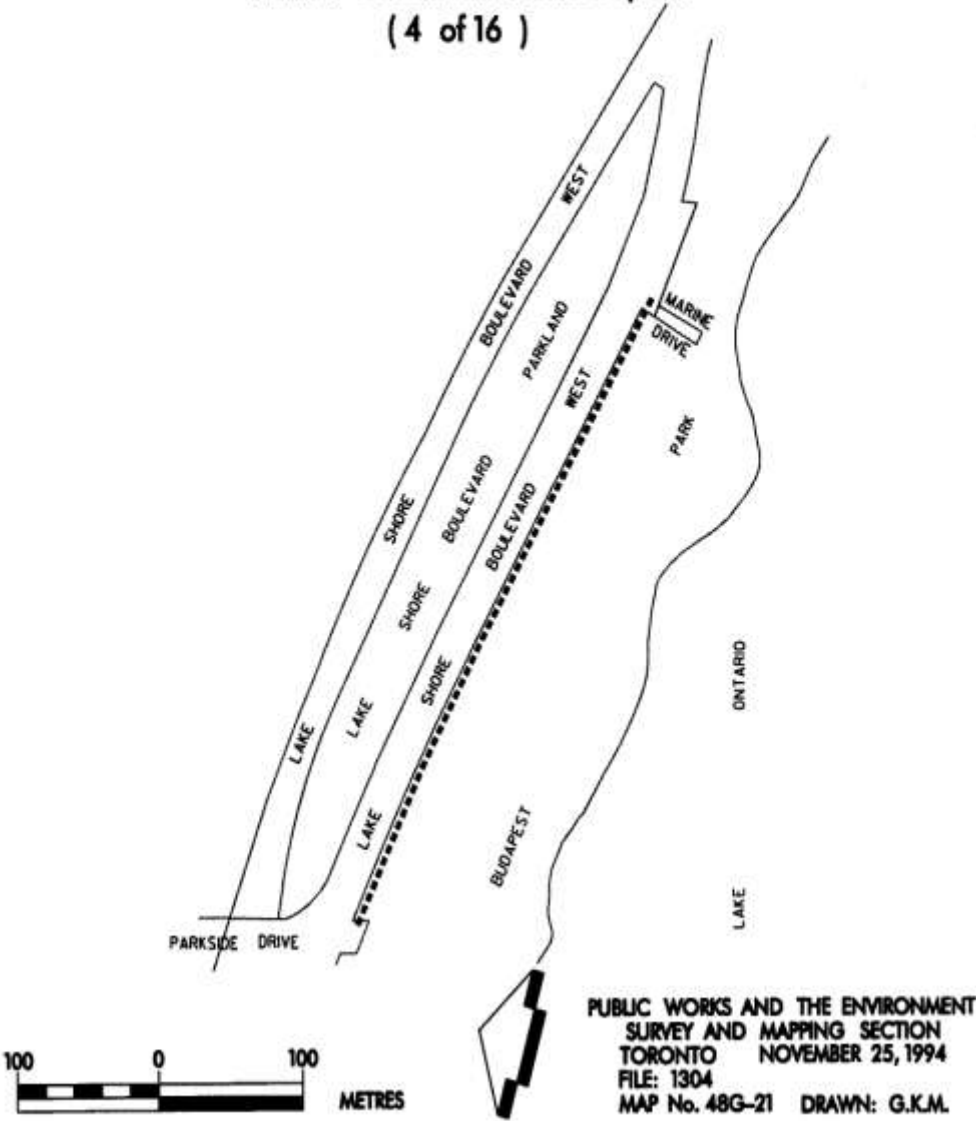 ( 4 of 16 )
LAKE SHORE BOULEVARD WEST
LAKE SHORE BOULEVARD PARKLAND
LAKE SHORE BOULEVARD WEST
MARINE
DRIVE
BUDAPEST PARK
LAKE ONTARIO
PARKSIDE DRIVE
100 0 100
METRES
PUBLIC WORKS AND THE ENVIRONMENT
SURVEY AND MAPPING SECTION
TORONTO NOVEMBER 25, 1994
FILE: 1304
MAP No. 48G-21 DRAWN: G.K.M.